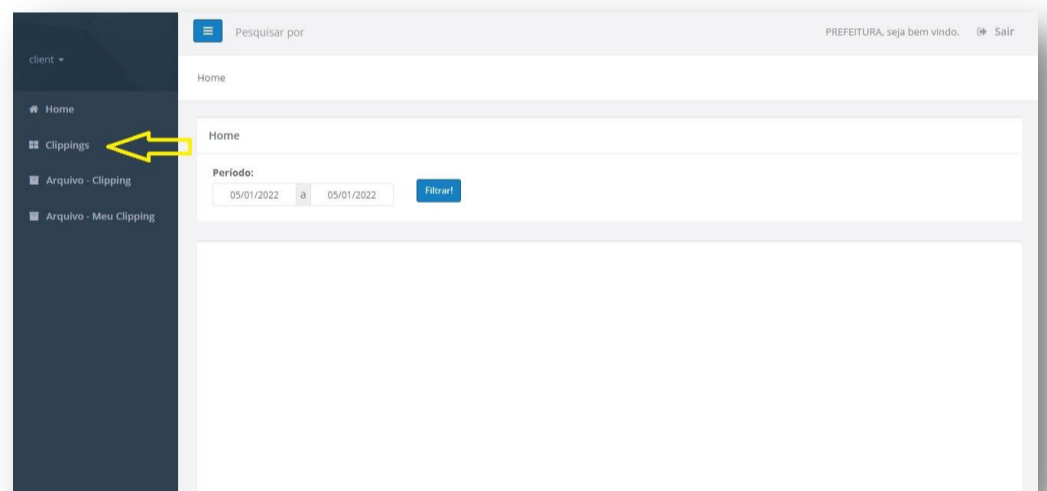 Pesquisar por
PREFEITURA, seja bem vindo. Sair
client
Home
Home
Clippings
Arquivo - Clipping
Arquivo - Meu Clipping
Home
Período:
05/01/2022 a 05/01/2022 Filtrar!